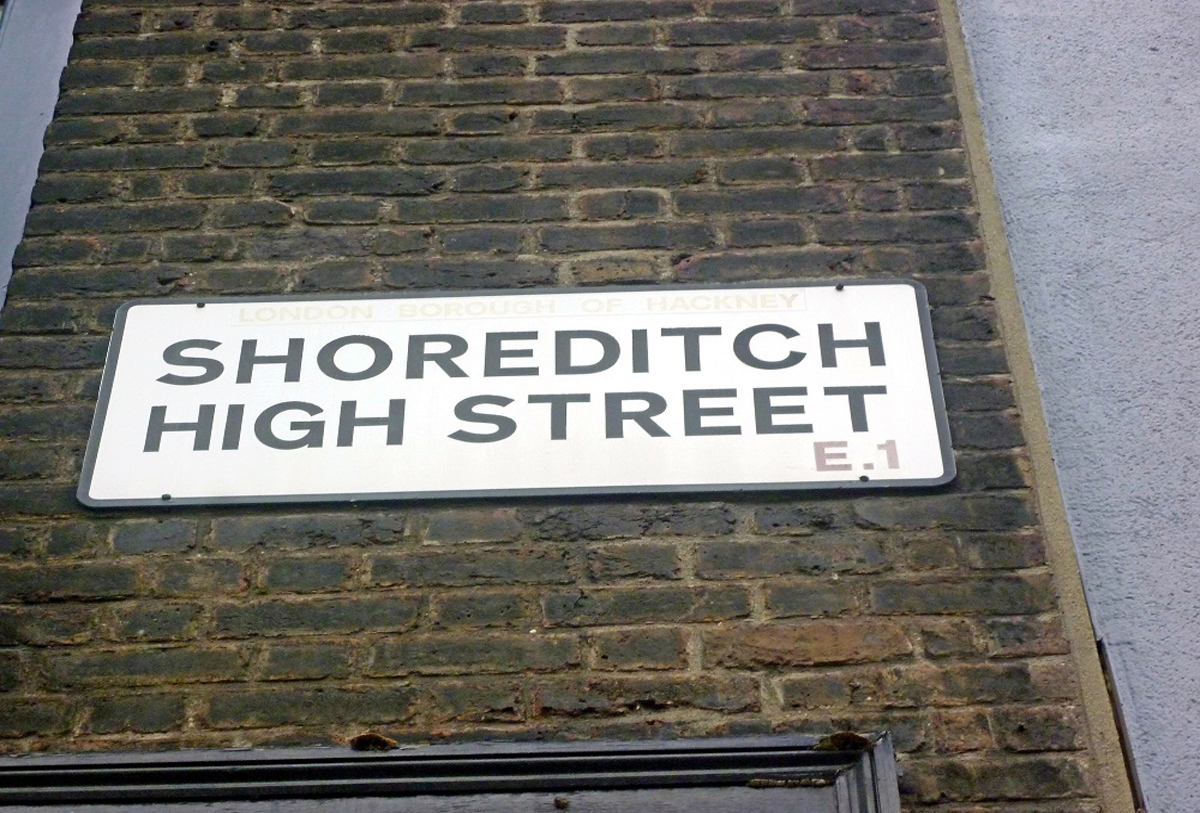 LONDON BOROUGH OF HACKNEY
SHOREDITCH
HIGH STREET
E.1